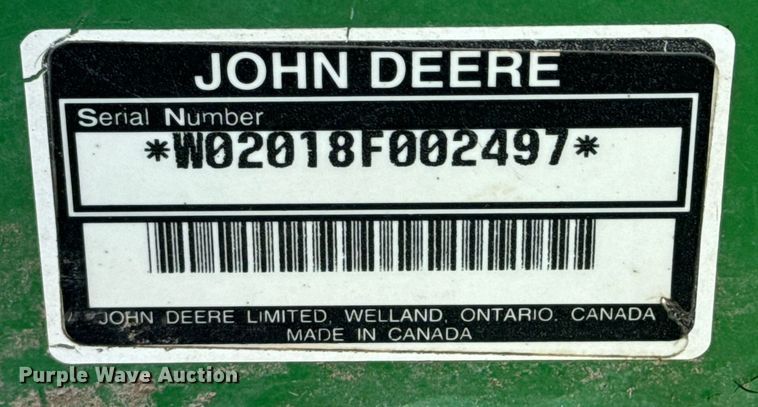 JOHN DEERE
Serial Number
*W02018F002497*
JOHN DEERE LIMITED, WELLAND, ONTARIO, CANADA
MADE IN CANADA
Purple Wave Auction